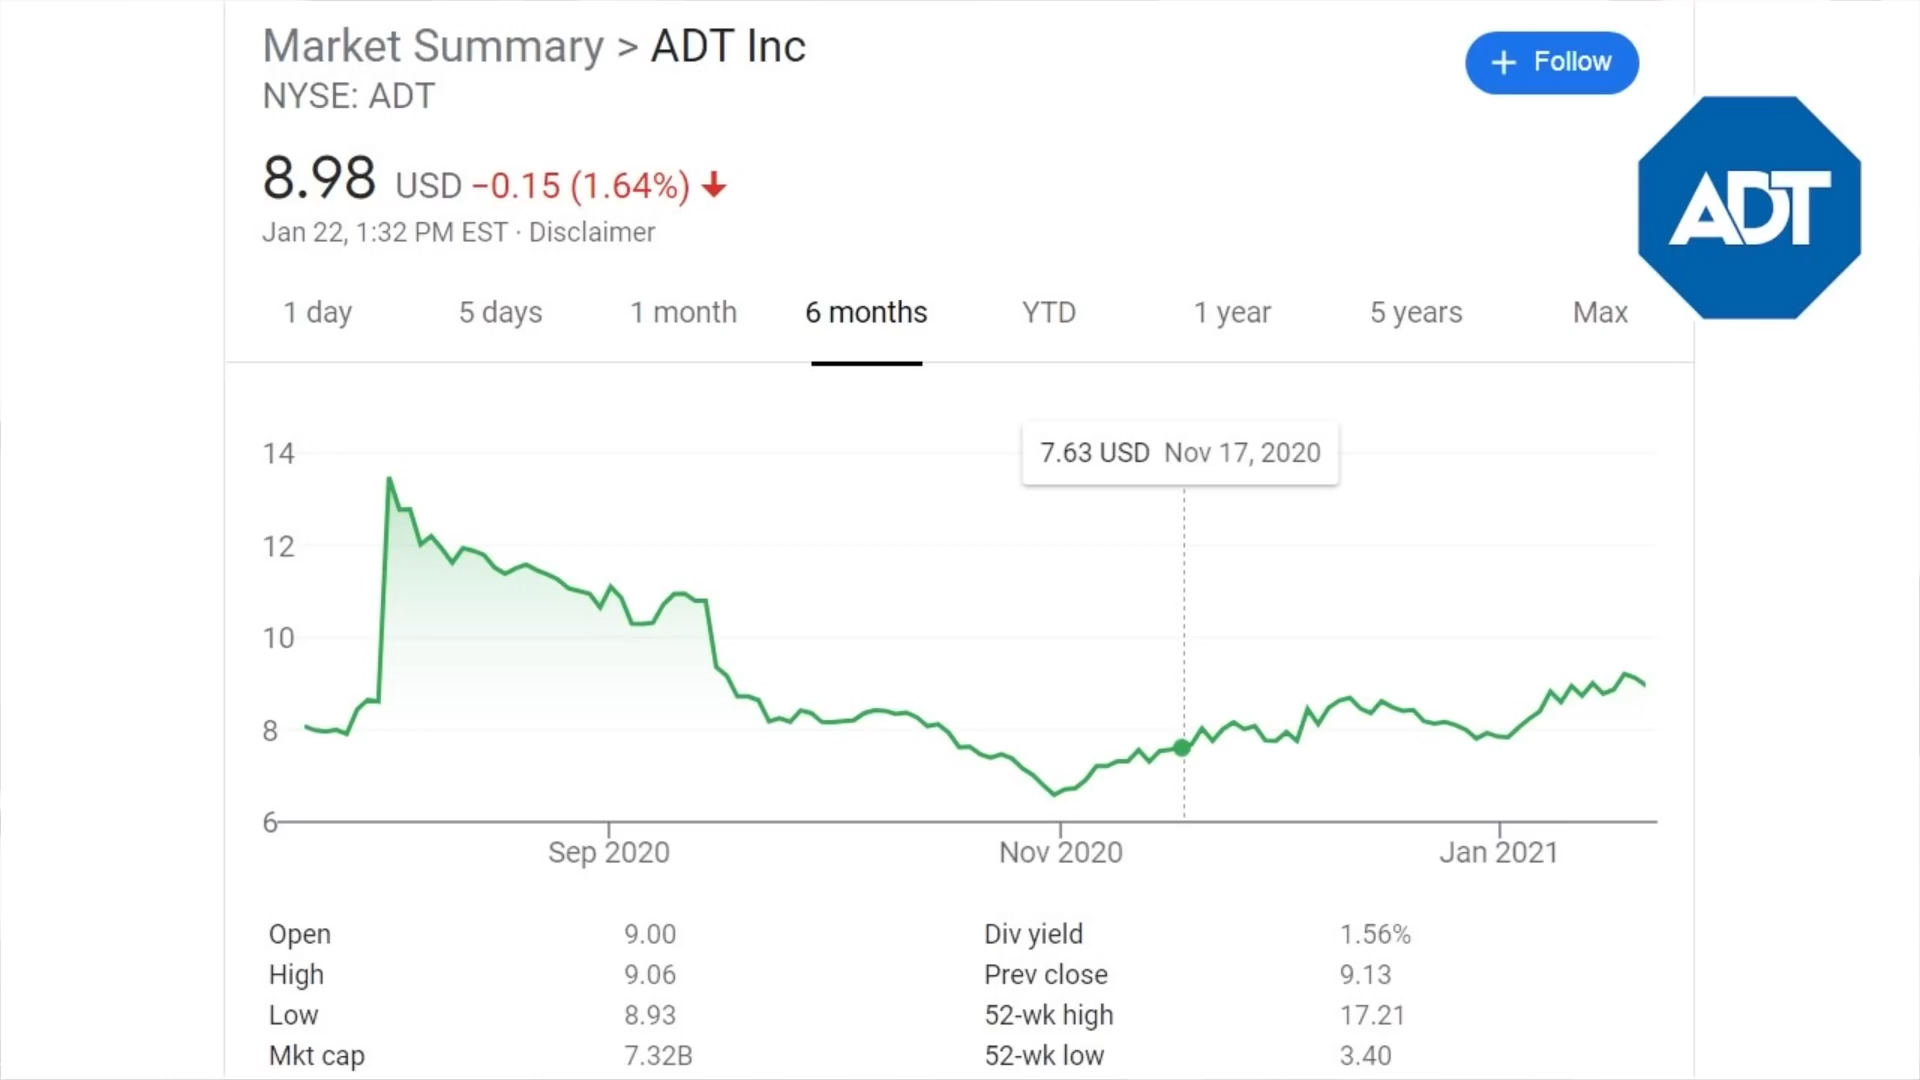 Market Summary > ADT Inc
NYSE: ADT
+ Follow
ADT
8.98 USD −0.15 (1.64%)
Jan 22, 1:32 PM EST · Disclaimer
1 day 5 days 1 month 6 months YTD 1 year 5 years Max
7.63 USD Nov 17, 2020
14
12
10
8
6
Sep 2020 Nov 2020 Jan 2021
Open 9.00 Div yield 1.56%
High 9.06 Prev close 9.13
Low 8.93 52-wk high 17.21
Mkt cap 7.32B 52-wk low 3.40